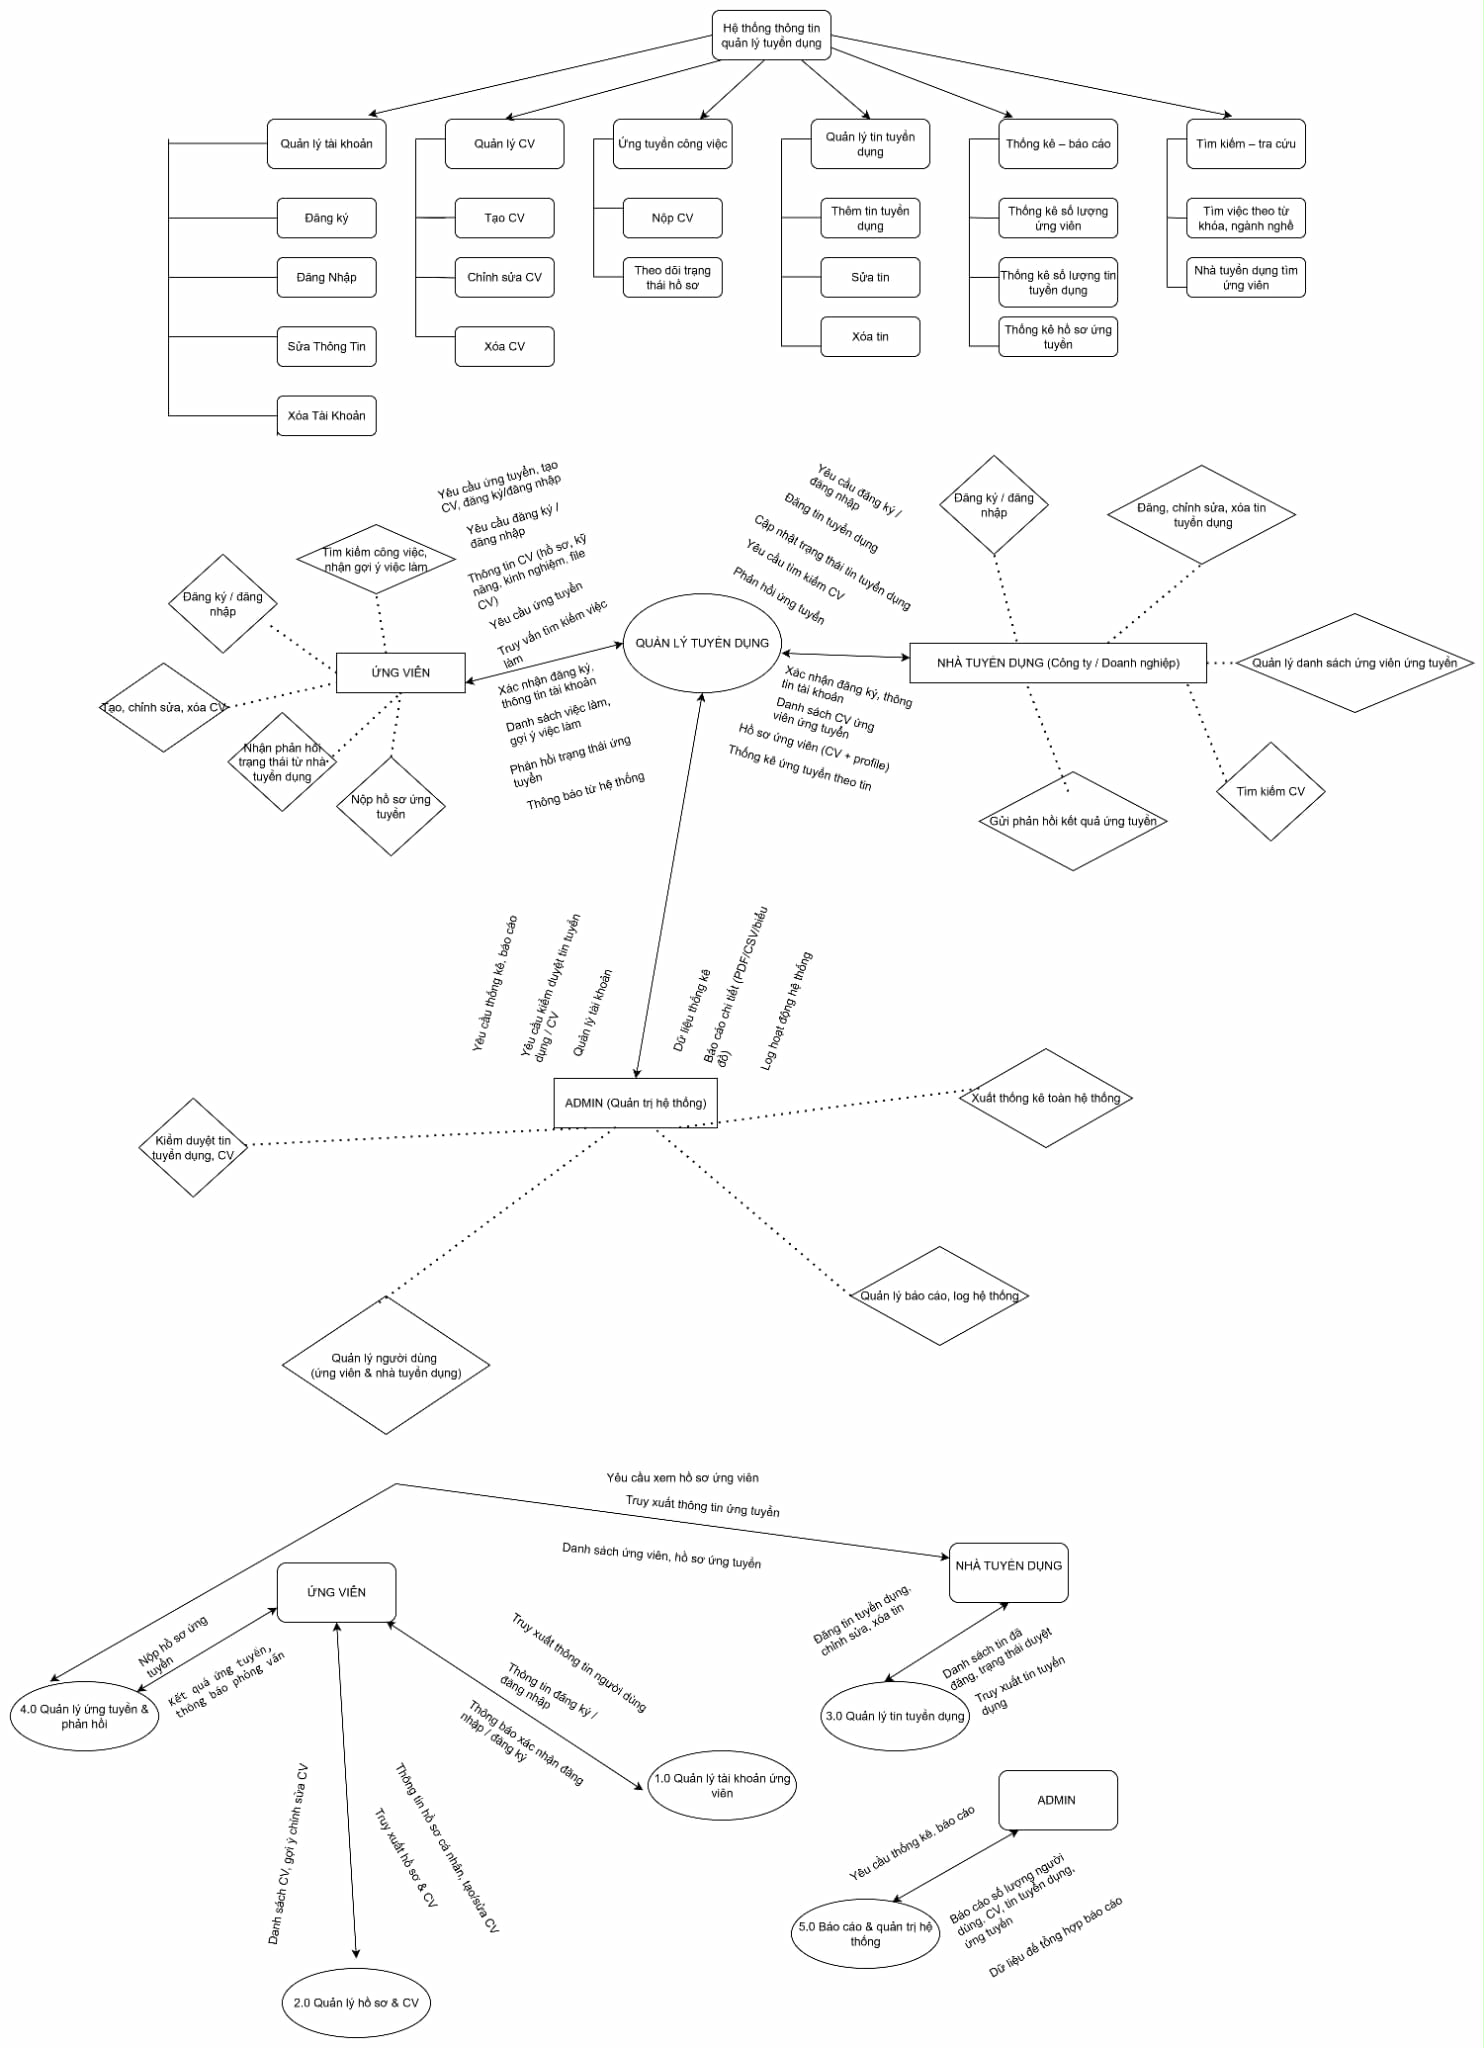 Hệ thống thông tin
quản lý tuyển dụng
Quản lý tài khoản
Quản lý CV
Ứng tuyển công việc
Quản lý tin tuyển
dụng
Thống kê – báo cáo
Tìm kiếm – tra cứu
Đăng ký
Tạo CV
Nộp CV
Thêm tin tuyển
dụng
Thống kê số lượng
ứng viên
Tìm việc theo từ
khóa, ngành nghề
Đăng Nhập
Chỉnh sửa CV
Theo dõi trạng
thái hồ sơ
Sửa tin
Thống kê số lượng tin
tuyển dụng
Nhà tuyển dụng tìm
ứng viên
Sửa Thông Tin
Xóa CV
Xóa tin
Thống kê hồ sơ ứng
tuyển
Xóa Tài Khoản
Yêu cầu ứng tuyển, tạo
CV, đăng ký/đăng nhập
Yêu cầu đăng ký /
đăng nhập
Thông tin CV (hồ sơ, kỹ
năng, kinh nghiệm. file
CV)
Yêu cầu ứng tuyển
Truy vấn tìm kiếm việc
làm
Xác nhận đăng ký,
thông tin tài khoản
Danh sách việc làm,
gợi ý việc làm
Phản hồi trạng thái ứng
tuyển
Thông báo từ hệ thống
Tìm kiếm công việc,
nhận gợi ý việc làm
Đăng ký / đăng
nhập
ỨNG VIÊN
Tạo, chỉnh sửa, xóa CV
Nhận phản hồi
trạng thái từ nhà
tuyển dụng
Nộp hồ sơ ứng
tuyển
QUẢN LÝ TUYỂN DỤNG
Yêu cầu đăng ký /
đăng nhập
Đăng tin tuyển dụng
Cập nhật trạng thái tin tuyển dụng
Yêu cầu tìm kiếm CV
Phản hồi ứng tuyển
Xác nhận đăng ký, thông
tin tài khoản
Danh sách CV ứng
viên ứng tuyển
Hồ sơ ứng viên (CV + profile)
Thống kê ứng tuyển theo tin
Đăng ký / đăng
nhập
Đăng, chỉnh sửa, xóa tin
tuyển dụng
NHÀ TUYỂN DỤNG (Công ty / Doanh nghiệp)
Quản lý danh sách ứng viên ứng tuyển
Gửi phản hồi kết quả ứng tuyển
Tìm kiếm CV
Yêu cầu thống kê, báo cáo
Yêu cầu kiểm duyệt tin tuyển
dụng / CV
Quản lý tài khoản
Dữ liệu thống kê
Báo cáo chi tiết (PDF/CSV/biểu
đồ)
Log hoạt động hệ thống
ADMIN (Quản trị hệ thống)
Kiểm duyệt tin
tuyển dụng, CV
Xuất thống kê toàn hệ thống
Quản lý báo cáo, log hệ thống
Quản lý người dùng
(ứng viên & nhà tuyển dụng)
Yêu cầu xem hồ sơ ứng viên
Truy xuất thông tin ứng tuyển
Danh sách ứng viên, hồ sơ ứng tuyển
ỨNG VIÊN
NHÀ TUYỂN DỤNG
Nộp hồ sơ ứng
tuyển
Kết quả ứng tuyển,
thông báo phỏng vấn
4.0 Quản lý ứng tuyển &
phản hồi
Truy xuất thông tin người dùng
Thông tin đăng ký /
đăng nhập
Thông báo xác nhận đăng
nhập / đăng ký
1.0 Quản lý tài khoản ứng
viên
Đăng tin tuyển dụng,
chỉnh sửa, xóa tin
Danh sách tin đã
đăng, trạng thái duyệt
Truy xuất tin tuyển
dụng
3.0 Quản lý tin tuyển dụng
Danh sách CV, gợi ý chỉnh sửa CV
Thông tin hồ sơ cá nhân, tạo/sửa CV
Truy xuất hồ sơ & CV
2.0 Quản lý hồ sơ & CV
ADMIN
Yêu cầu thống kê, báo cáo
Báo cáo số lượng người
dùng, CV, tin tuyển dụng,
ứng tuyển
Dữ liệu để tổng hợp báo cáo
5.0 Báo cáo & quản trị hệ
thống